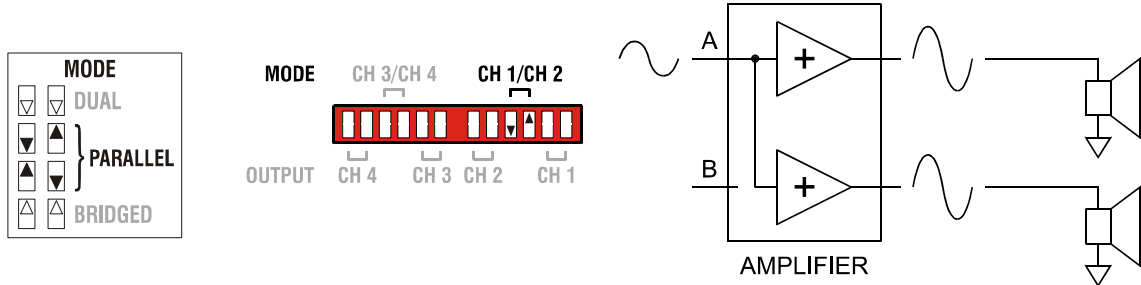 MODE
DUAL
PARALLEL
BRIDGED
MODE CH 3/CH 4 CH 1/CH 2
OUTPUT CH 4 CH 3 CH 2 CH 1
A
B
AMPLIFIER